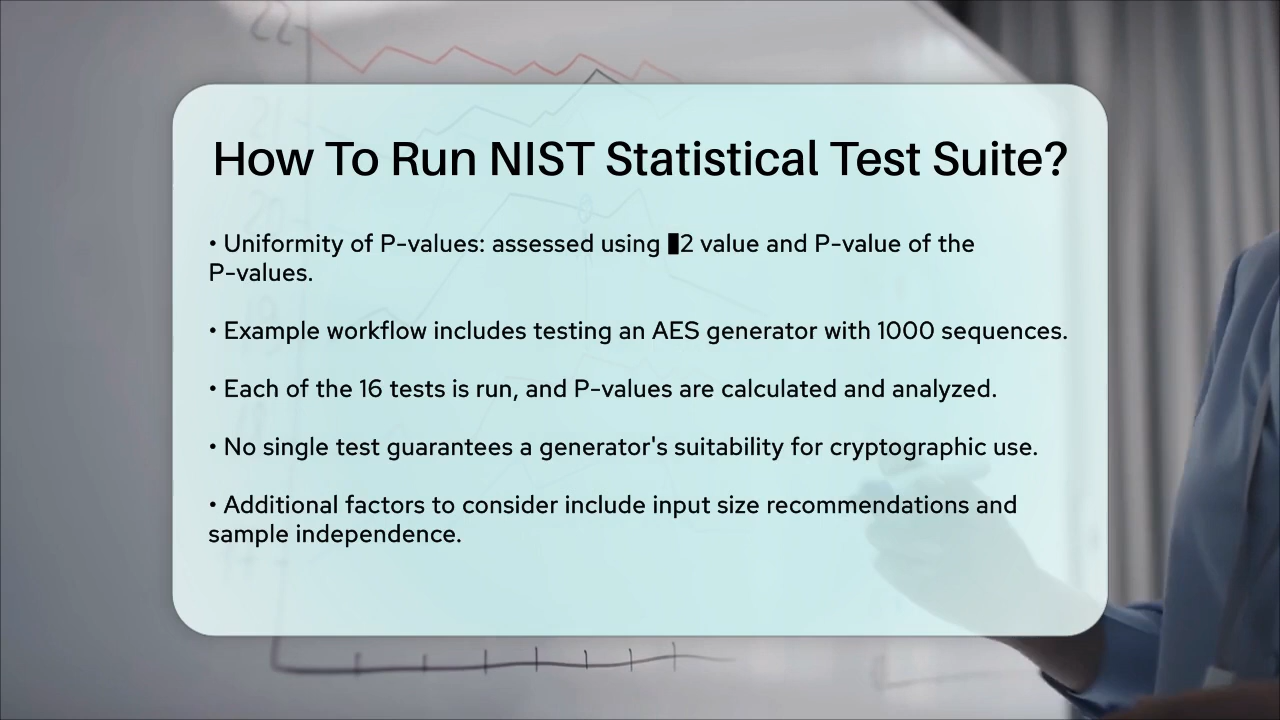 How To Run NIST Statistical Test Suite?
• Uniformity of P-values: assessed using ▮2 value and P-value of the
P-values.
• Example workflow includes testing an AES generator with 1000 sequences.
• Each of the 16 tests is run, and P-values are calculated and analyzed.
• No single test guarantees a generator's suitability for cryptographic use.
• Additional factors to consider include input size recommendations and
sample independence.
22